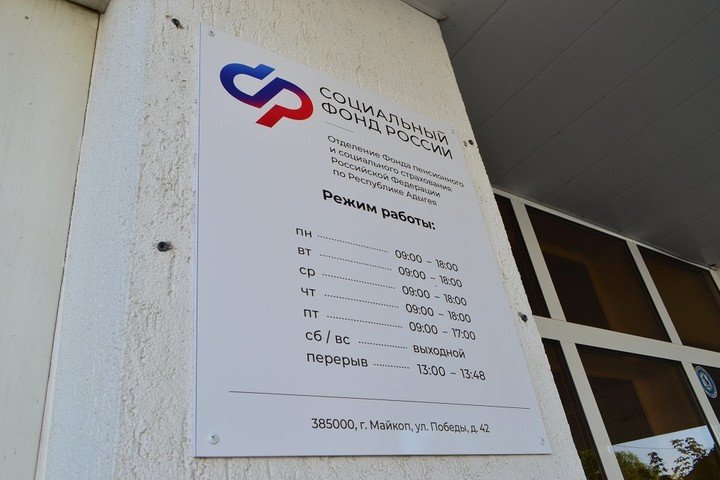 СОЦИАЛЬНЫЙ
ФОНД РОССИИ
Отделение Фонда пенсионного
и социального страхования
Российской Федерации
по Республике Адыгея
Режим работы:
пн .................. 09:00 – 18:00
вт .................. 09:00 – 18:00
ср .................. 09:00 – 18:00
чт .................. 09:00 – 18:00
пт .................. 09:00 – 17:00
сб / вс ............ выходной
перерыв ......... 13:00 – 13:48
385000, г. Майкоп, ул. Победы, д. 42